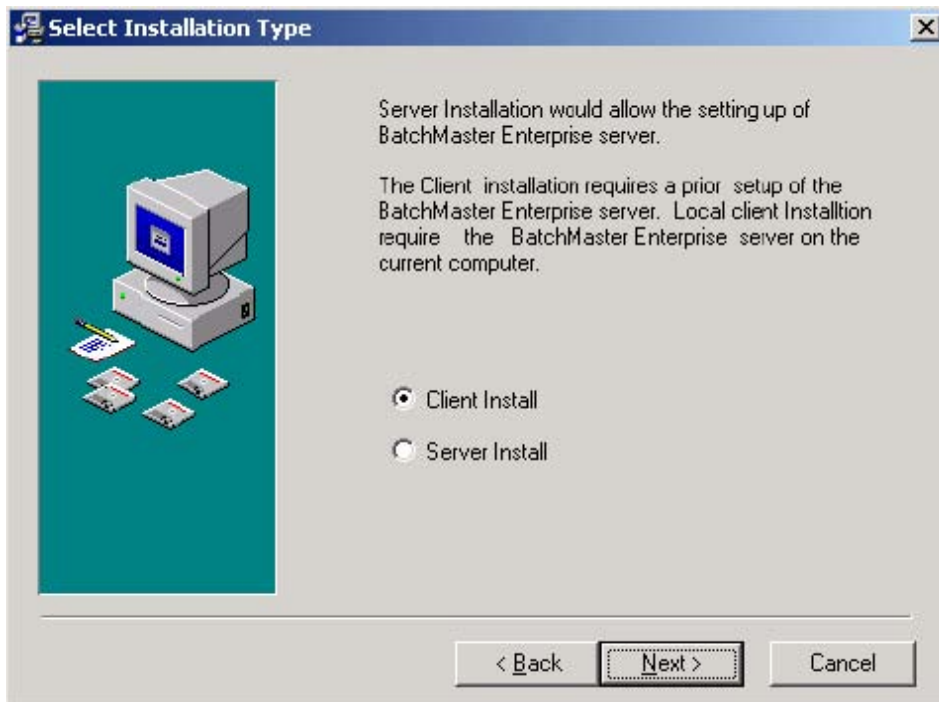 Select Installation Type
Server Installation would allow the setting up of
BatchMaster Enterprise server.
The Client installation requires a prior setup of the
BatchMaster Enterprise server. Local client Installtion
require the BatchMaster Enterprise server on the
current computer.
Client Install
Server Install
< Back
Next >
Cancel